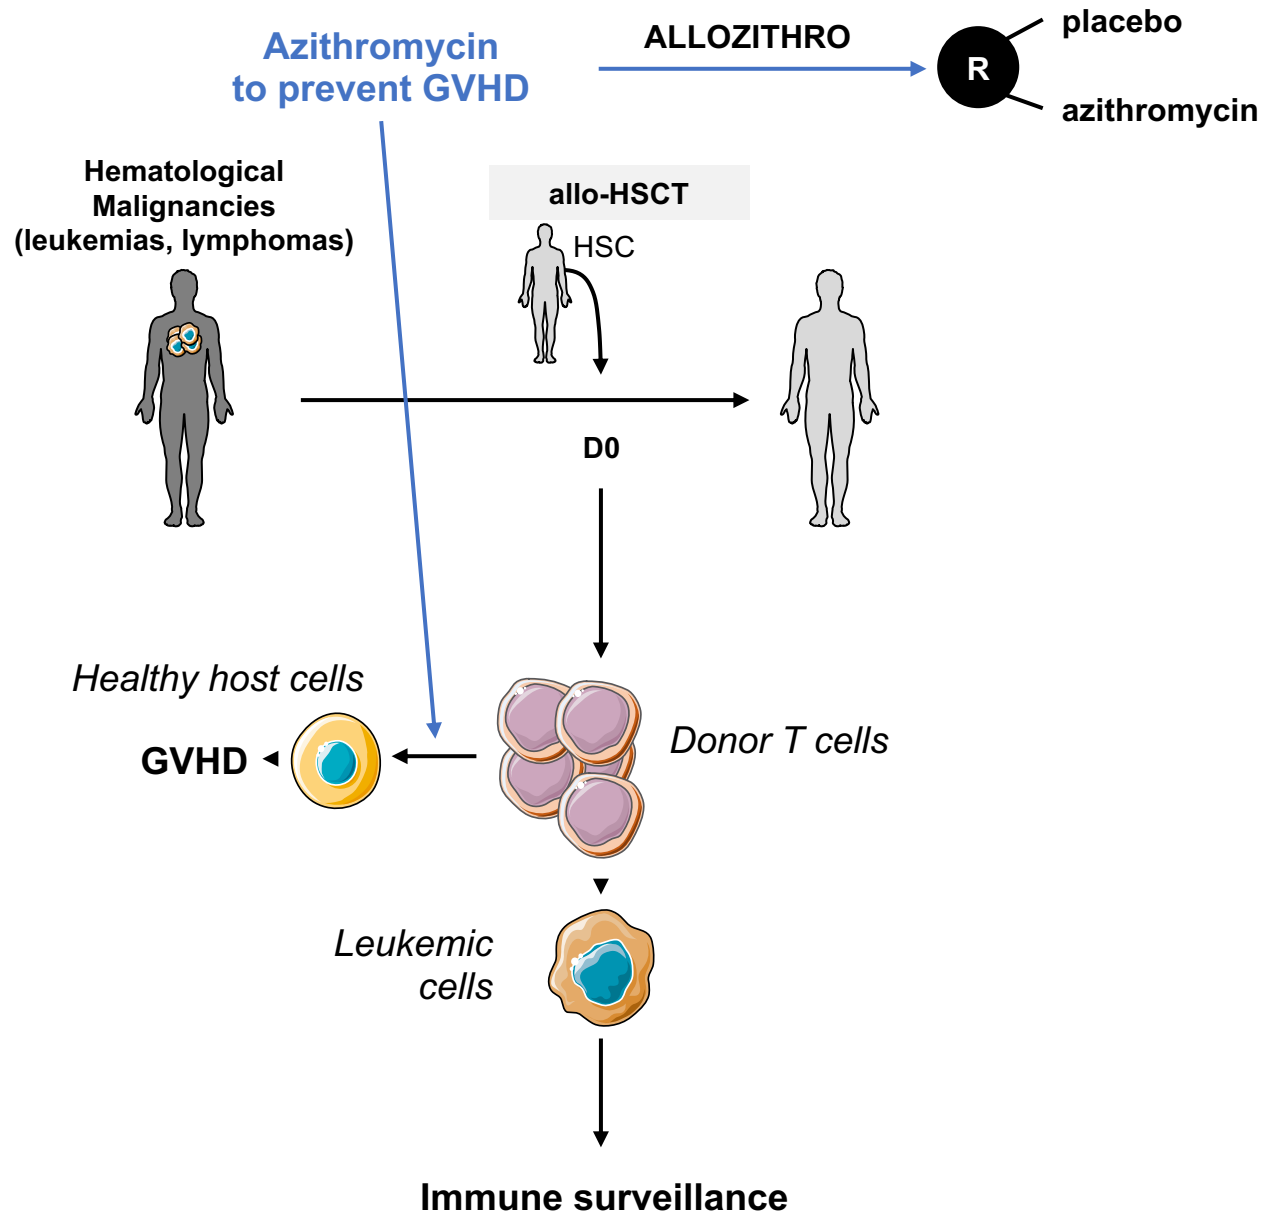 Azithromycin
to prevent GVHD
ALLOZITHRO
R
placebo
azithromycin
Hematological
Malignancies
(leukemias, lymphomas)
allo-HSCT
HSC
D0
Healthy host cells
GVHD
Donor T cells
Leukemic
cells
Immune surveillance